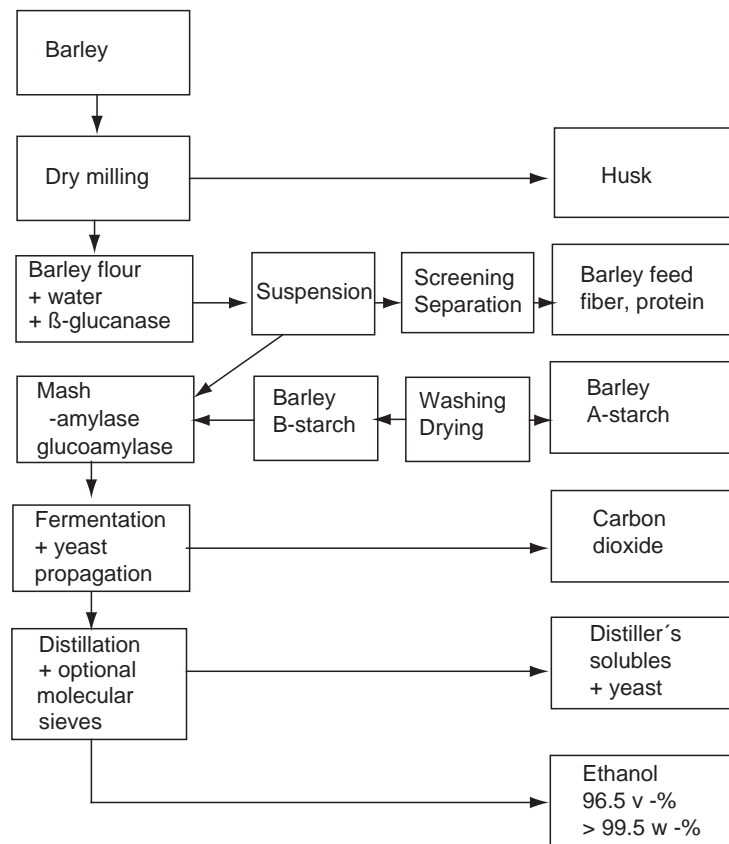 Barley
Dry milling
Husk
Barley flour
+ water
+ ß-glucanase
Suspension
Screening
Separation
Barley feed
fiber, protein
Mash
-amylase
glucoamylase
Barley
B-starch
Washing
Drying
Barley
A-starch
Fermentation
+ yeast
propagation
Carbon
dioxide
Distillation
+ optional
molecular
sieves
Distiller´s
solubles
+ yeast
Ethanol
96.5 v -%
> 99.5 w -%